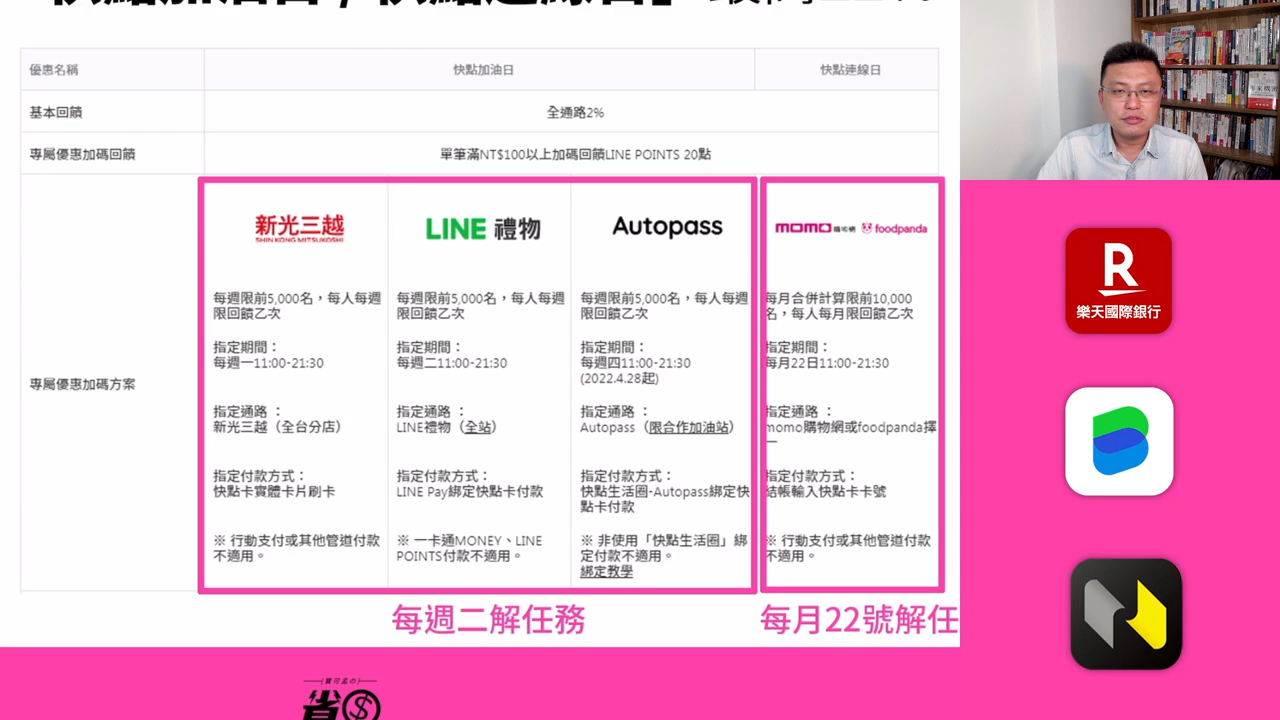 優惠名稱
快點加油日
快點連線日
基本回饋
全通路2%
專屬優惠加碼回饋
單筆滿NT$100以上加碼回饋LINE POINTS 20點
專屬優惠加碼方案
新光三越
SHIN KONG MITSUKOSHI
每週限前5,000名，每人每週
限回饋乙次
指定期間：
每週一11:00-21:30
指定通路：
新光三越（全台分店）
指定付款方式：
快點卡實體卡片刷卡
※ 行動支付或其他管道付款
不適用。
LINE 禮物
每週限前5,000名，每人每週
限回饋乙次
指定期間：
每週二11:00-21:30
指定通路：
LINE禮物（全站）
指定付款方式：
LINE Pay綁定快點卡付款
※ 一卡通MONEY、LINE
POINTS付款不適用。
Autopass
每週限前5,000名，每人每週
限回饋乙次
指定期間：
每週四11:00-21:30
(2022.4.28起)
指定通路：
Autopass（限合作加油站）
指定付款方式：
快點生活圈-Autopass綁定快
點卡付款
※ 非使用「快點生活圈」綁
定付款不適用。
綁定教學
momo購物網 foodpanda
每月合併計算限前10,000
名，每人每月限回饋乙次
指定期間：
每月22日11:00-21:30
指定通路：
momo購物網或foodpanda擇
一
指定付款方式：
結帳輸入快點卡卡號
※ 行動支付或其他管道付款
不適用。
每週二解任務
每月22號解任
R
樂天國際銀行
省